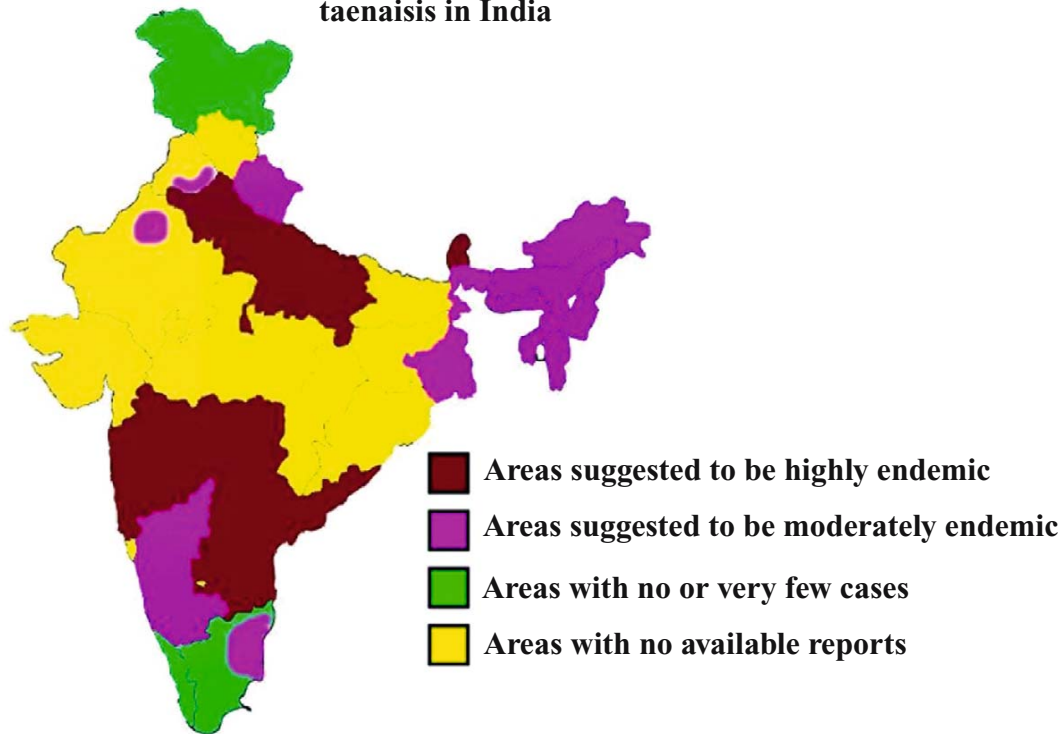 taenaisis in India
Areas suggested to be highly endemic
Areas suggested to be moderately endemic
Areas with no or very few cases
Areas with no available reports